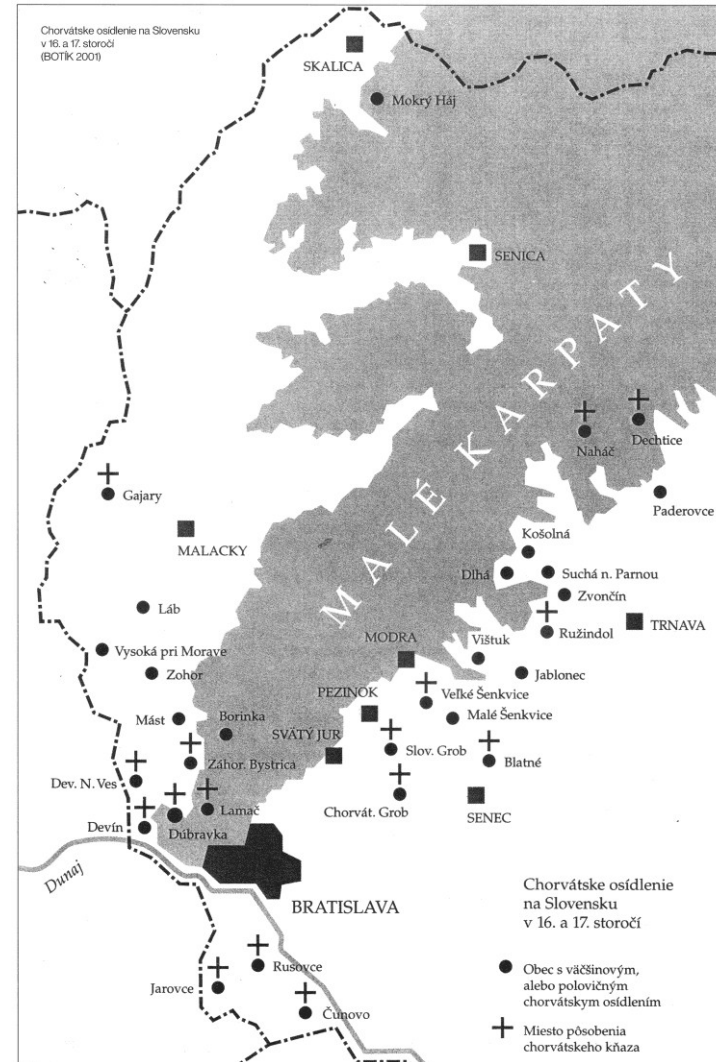 Chorvátske osídlenie na Slovensku
v 16. a 17. storočí
(BOTÍK 2001)
SKALICA
Mokrý Háj
SENICA
MALÉ KARPATY
Naháč
Dechtice
Gajary
Paderovce
MALACKY
Košolná
Dlhá
Suchá n. Parnou
Zvončín
Láb
Ružindol
TRNAVA
MODRA
Vištuk
Vysoká pri Morave
Zohor
Jablonec
PEZINOK
Veľké Šenkvice
Malé Šenkvice
Mást
Borinka
SVÄTÝ JUR
Slov. Grob
Záhor. Bystrica
Blatné
Dev. N. Ves
Lamač
Chorvát. Grob
SENEC
Devín
Dúbravka
Dunaj
BRATISLAVA
Chorvátske osídlenie
na Slovensku
v 16. a 17. storočí
Rusovce
Jarovce
Čunovo
Obec s väčšinovým,
alebo polovičným
chorvátskym osídlením
Miesto pôsobenia
chorvátskeho kňaza